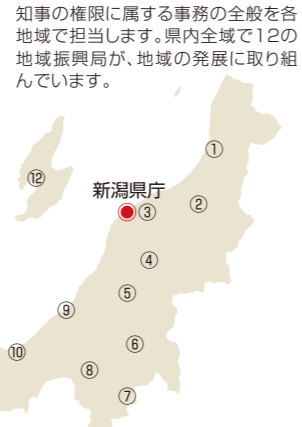 知事の権限に属する事務の全般を各
地域で担当します。県内全域で12の
地域振興局が、地域の発展に取り組
んでいます。
①
②
⑫
新潟県庁
③
④
⑤
⑨
⑥
⑩
⑧
⑦